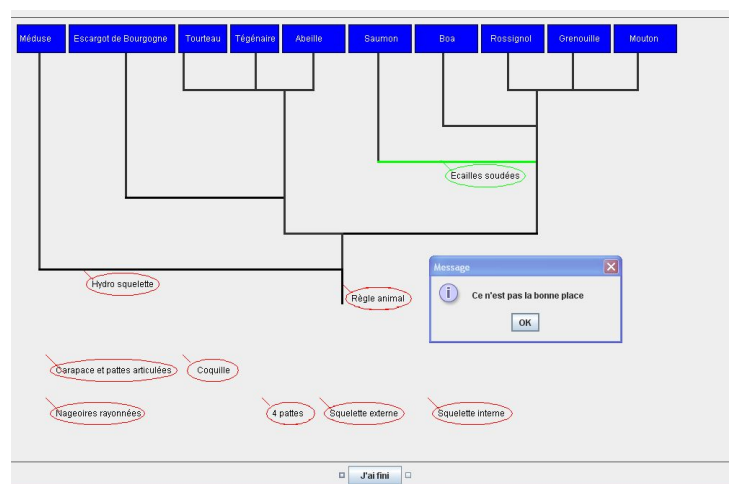 Méduse Escargot de Bourgogne Tourteau Tégénaire Abeille Saumon Boa Rossignol Grenouille Mouton
Ecailles soudées
Message
Hydro squelette
Ce n'est pas la bonne place
Règle animal
OK
Carapace et pattes articulées Coquille
Nageoires rayonnées 4 pattes Squelette externe Squelette interne
J'ai fini